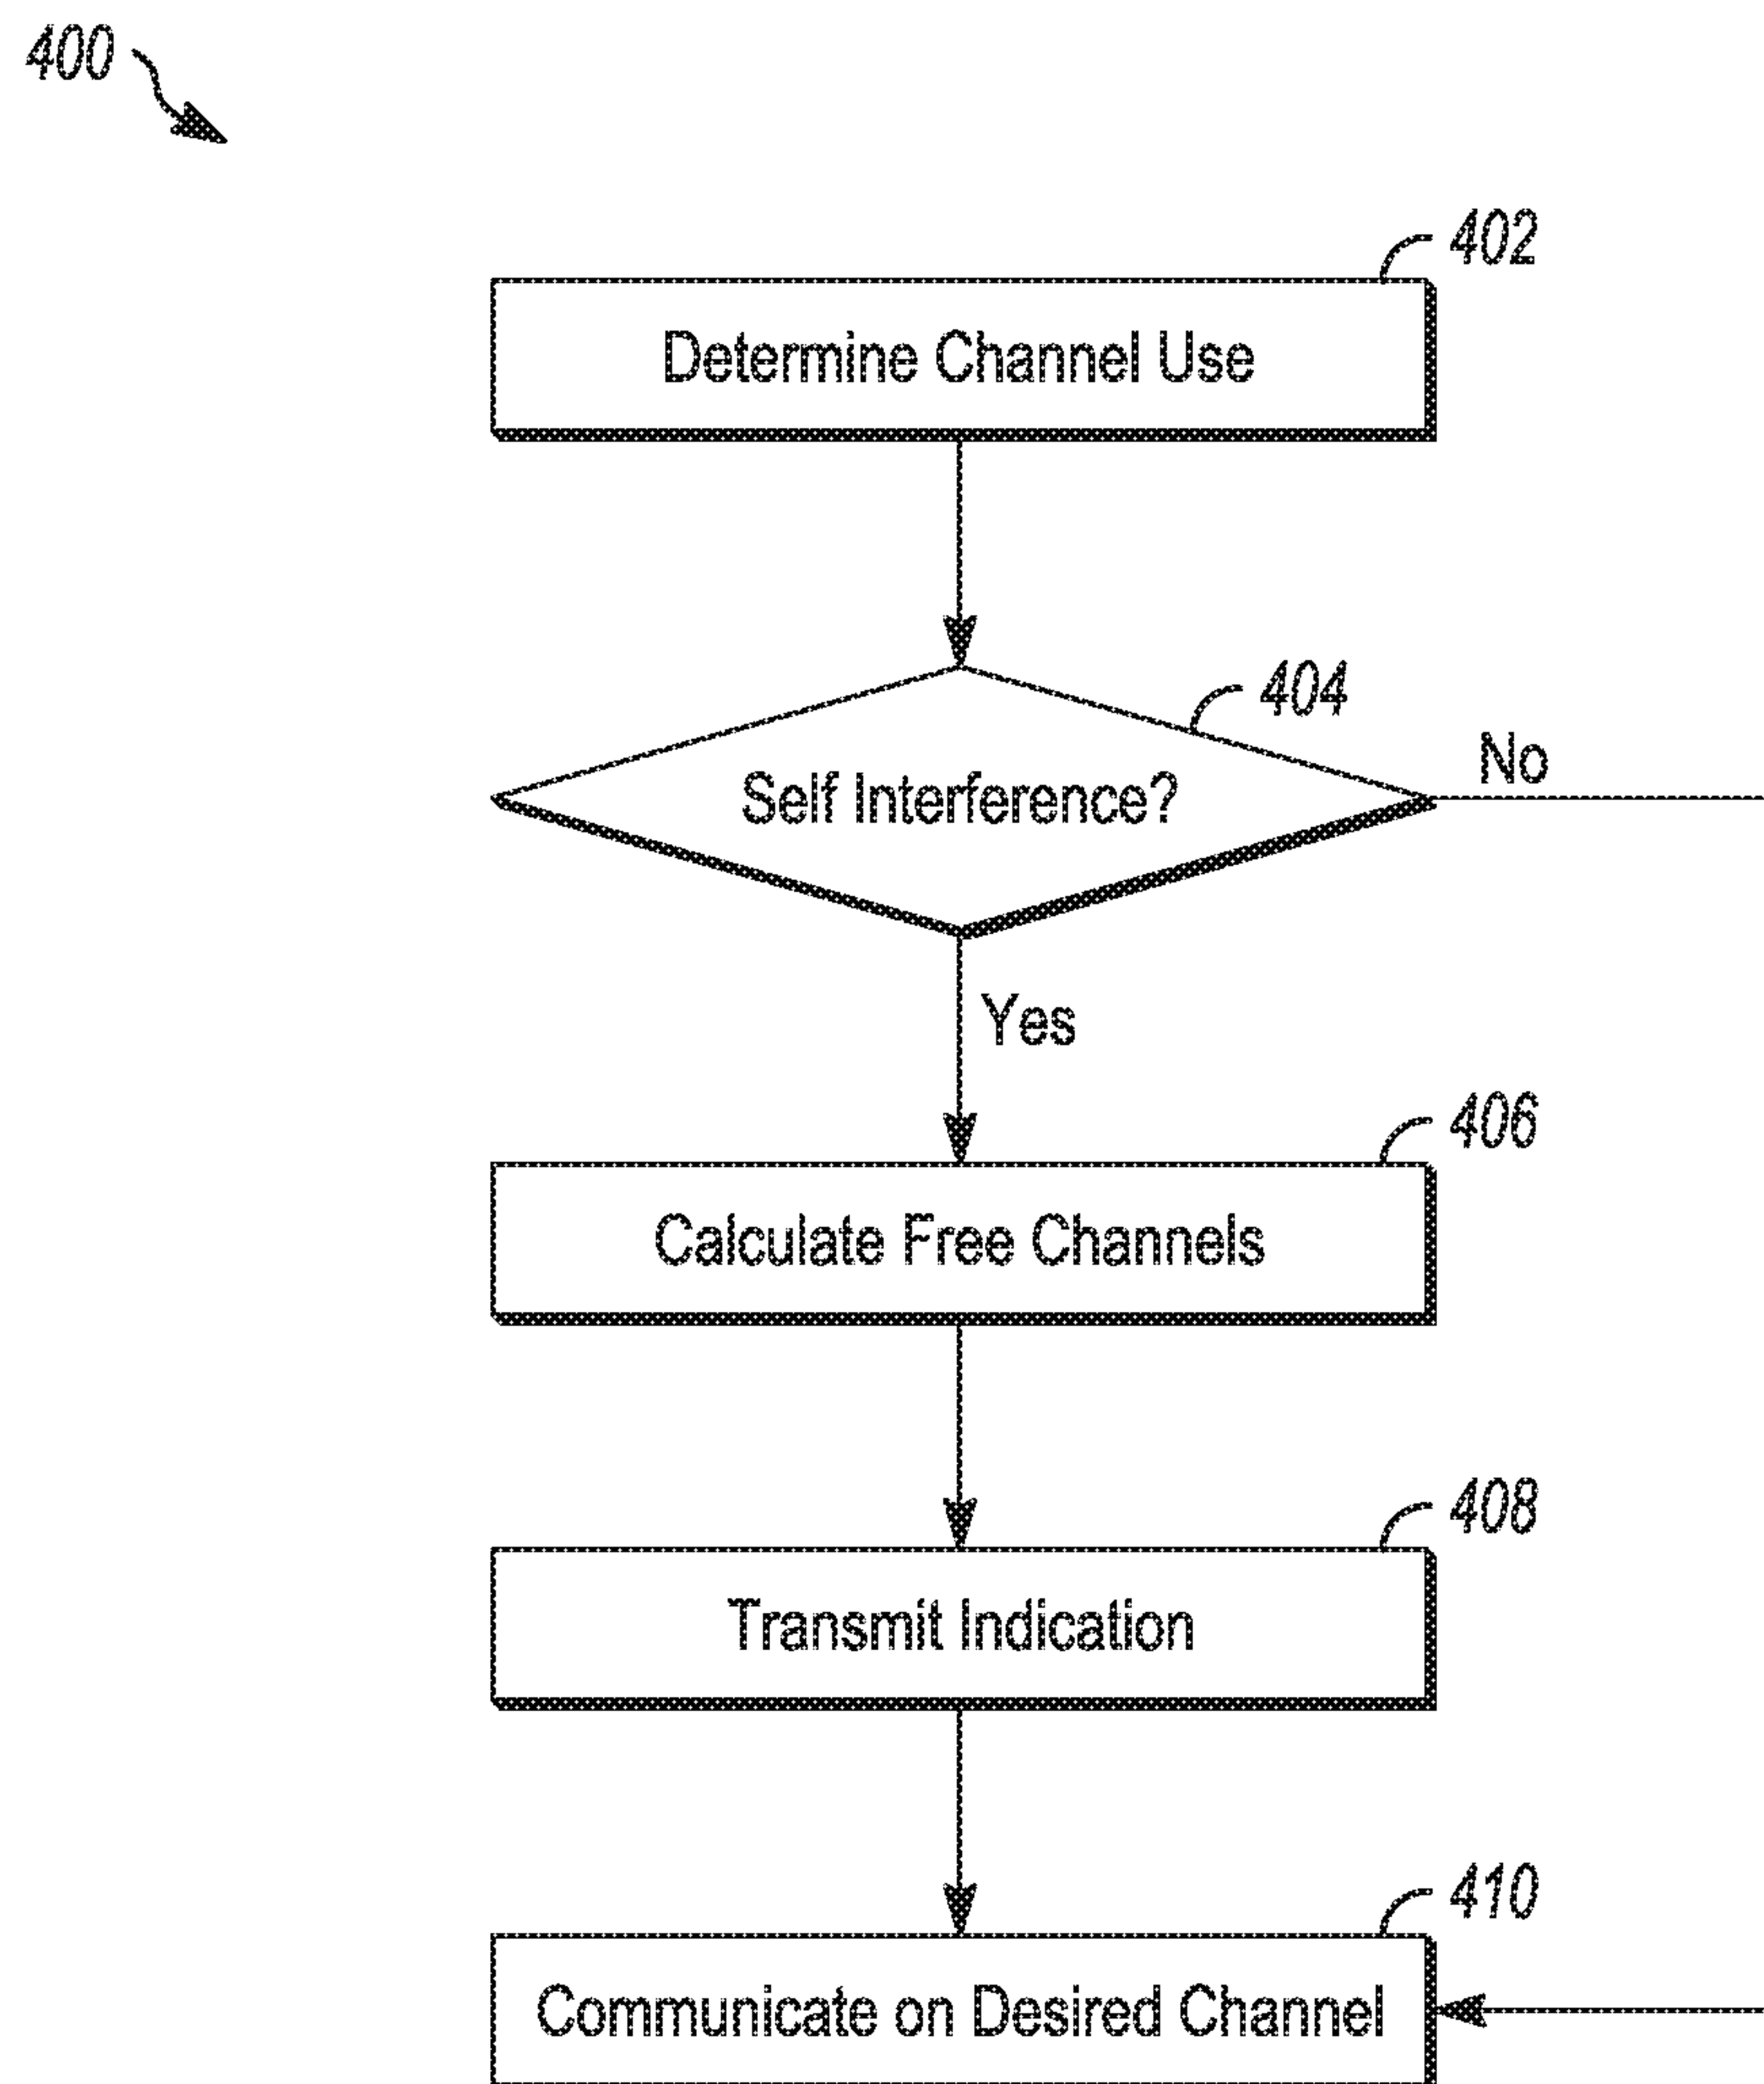 400
402
Determine Channel Use
404
No
Self Interference?
Yes
406
Calculate Free Channels
408
Transmit Indication
410
Communicate on Desired Channel